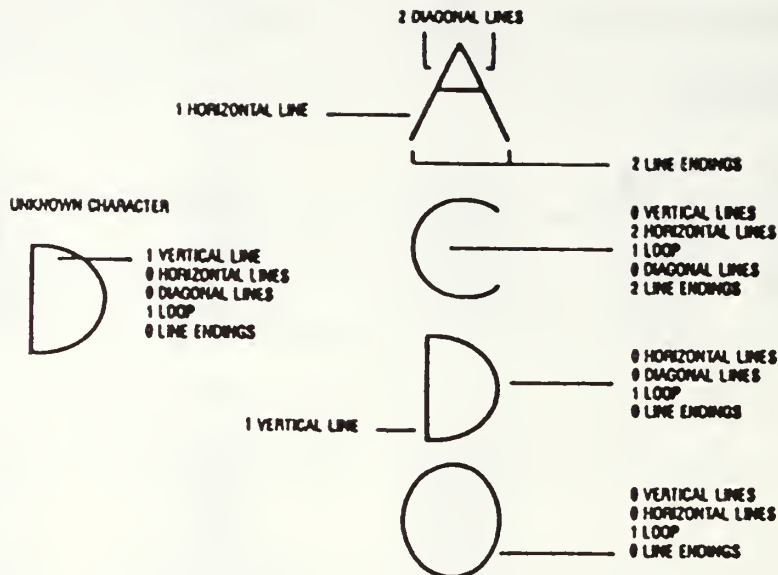 2 DIAGONAL LINES
1 HORIZONTAL LINE
2 LINE ENDINGS
UNKNOWN CHARACTER
1 VERTICAL LINE
0 HORIZONTAL LINES
0 DIAGONAL LINES
1 LOOP
0 LINE ENDINGS
0 VERTICAL LINES
2 HORIZONTAL LINES
1 LOOP
0 DIAGONAL LINES
2 LINE ENDINGS
1 VERTICAL LINE
0 HORIZONTAL LINES
0 DIAGONAL LINES
1 LOOP
0 LINE ENDINGS
0 VERTICAL LINES
0 HORIZONTAL LINES
1 LOOP
0 LINE ENDINGS